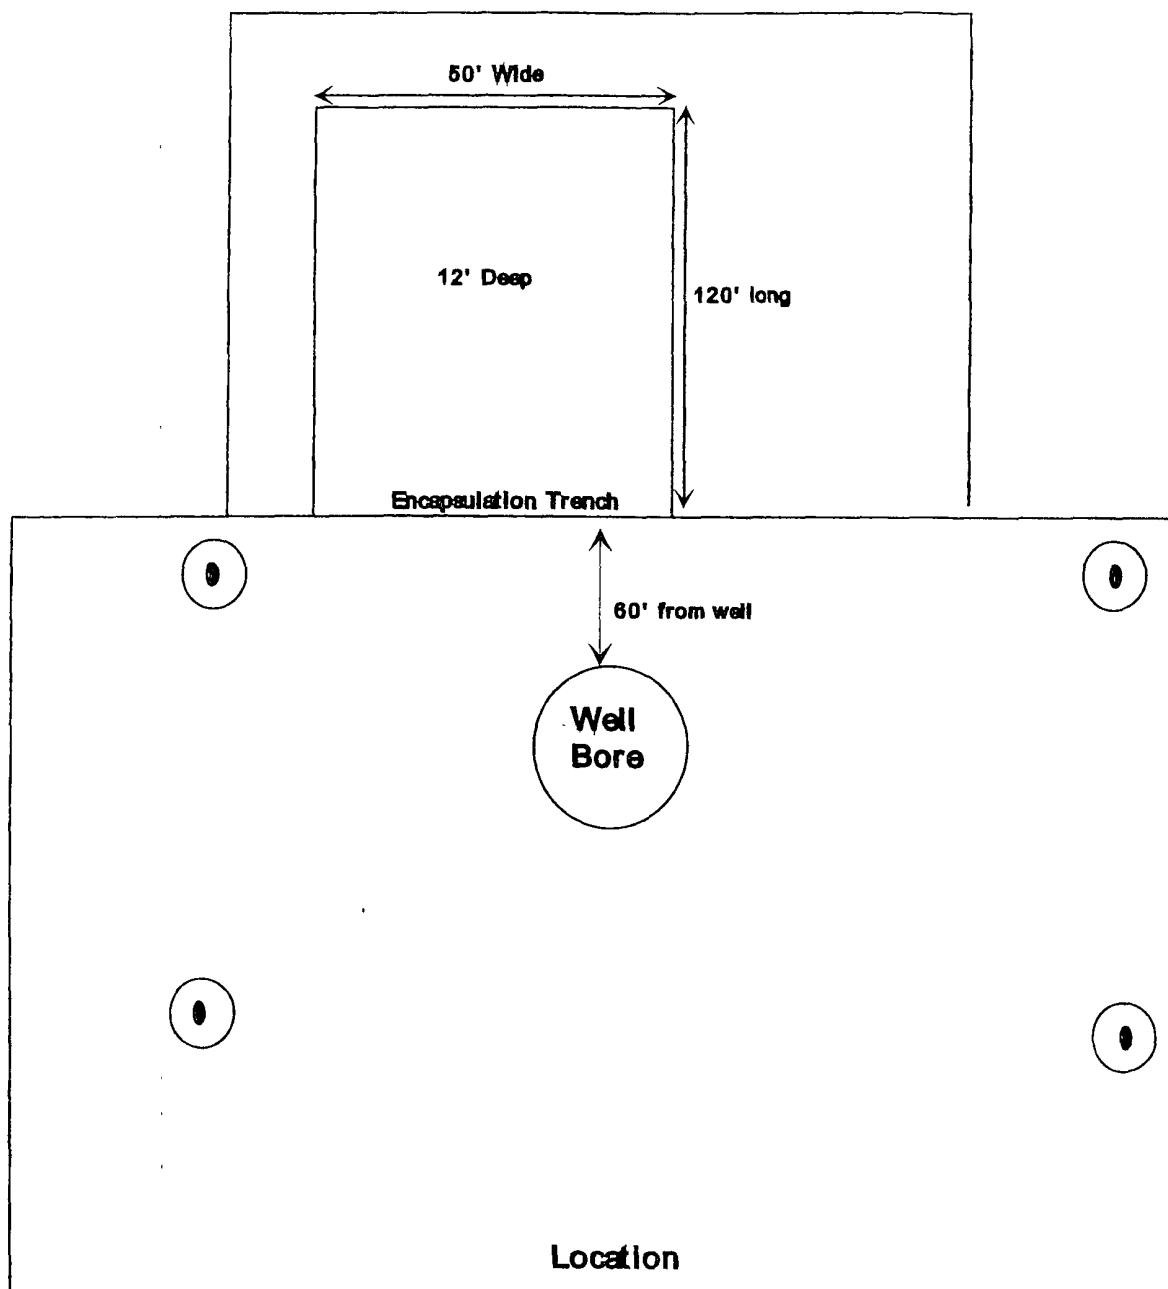 50' Wide
12' Deep
120' long
Encapsulation Trench
60' from well
Well
Bore
Location